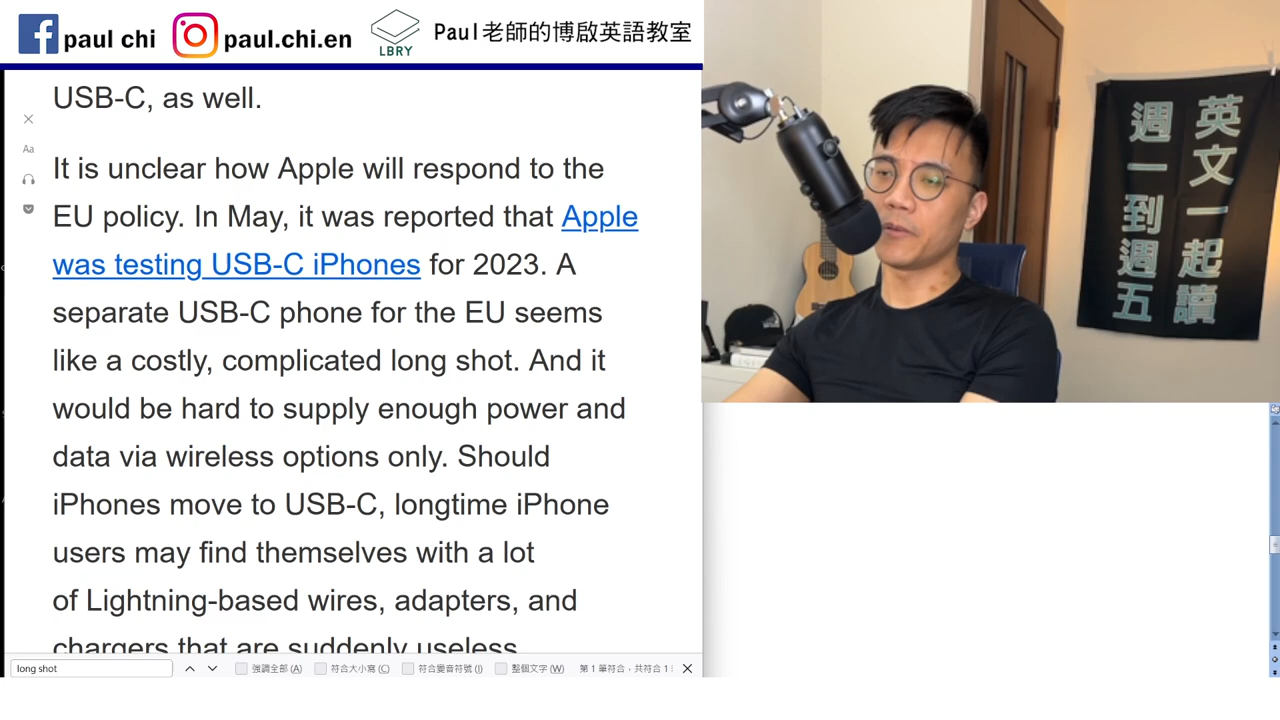 paul chi
paul.chi.en
LBRY
Paul老師的博啟英語教室
USB-C, as well.
Aa
It is unclear how Apple will respond to the
EU policy. In May, it was reported that Apple
was testing USB-C iPhones for 2023. A
separate USB-C phone for the EU seems
like a costly, complicated long shot. And it
would be hard to supply enough power and
data via wireless options only. Should
iPhones move to USB-C, longtime iPhone
users may find themselves with a lot
of Lightning-based wires, adapters, and
chargers that are suddenly useless.
long shot
強調全部 (A)
符合大小寫 (C)
符合變音符號 (I)
整個文字 (W)
第 1 筆符合，共符合 1
英文一起讀
週一到週五